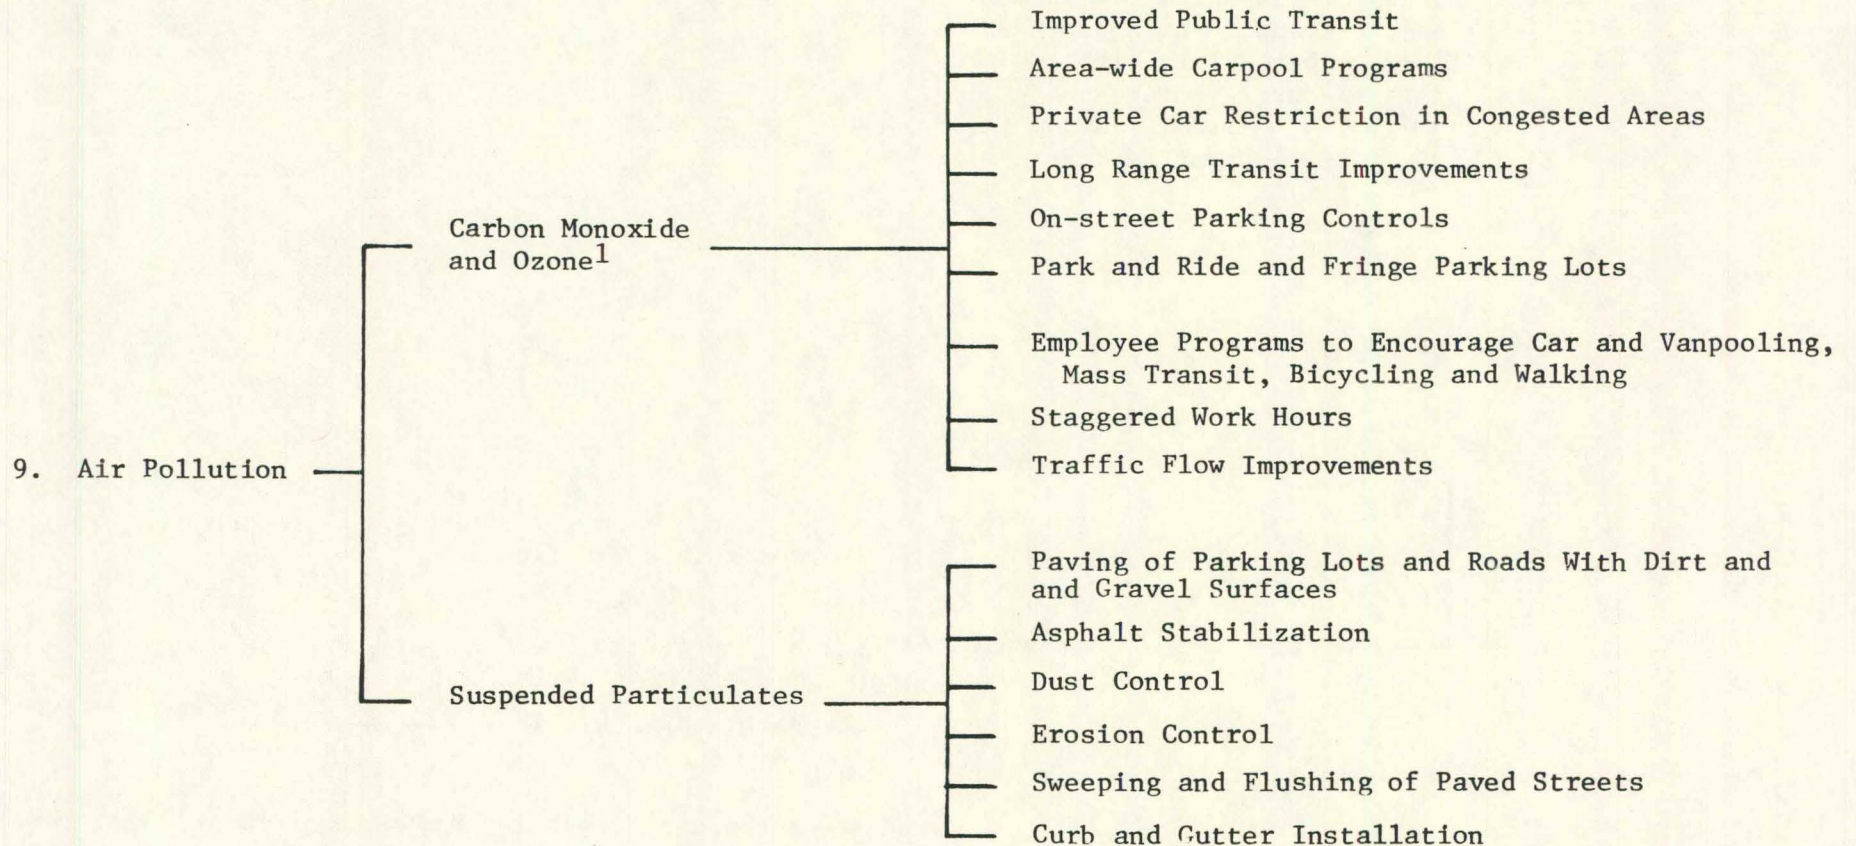 Improved Public Transit
Area-wide Carpool Programs
Private Car Restriction in Congested Areas
Long Range Transit Improvements
Carbon Monoxide
and Ozone1
On-street Parking Controls
Park and Ride and Fringe Parking Lots
Employee Programs to Encourage Car and Vanpooling,
Mass Transit, Bicycling and Walking
Staggered Work Hours
Traffic Flow Improvements
9. Air Pollution
Paving of Parking Lots and Roads With Dirt and
and Gravel Surfaces
Asphalt Stabilization
Dust Control
Suspended Particulates
Erosion Control
Sweeping and Flushing of Paved Streets
Curb and Gutter Installation